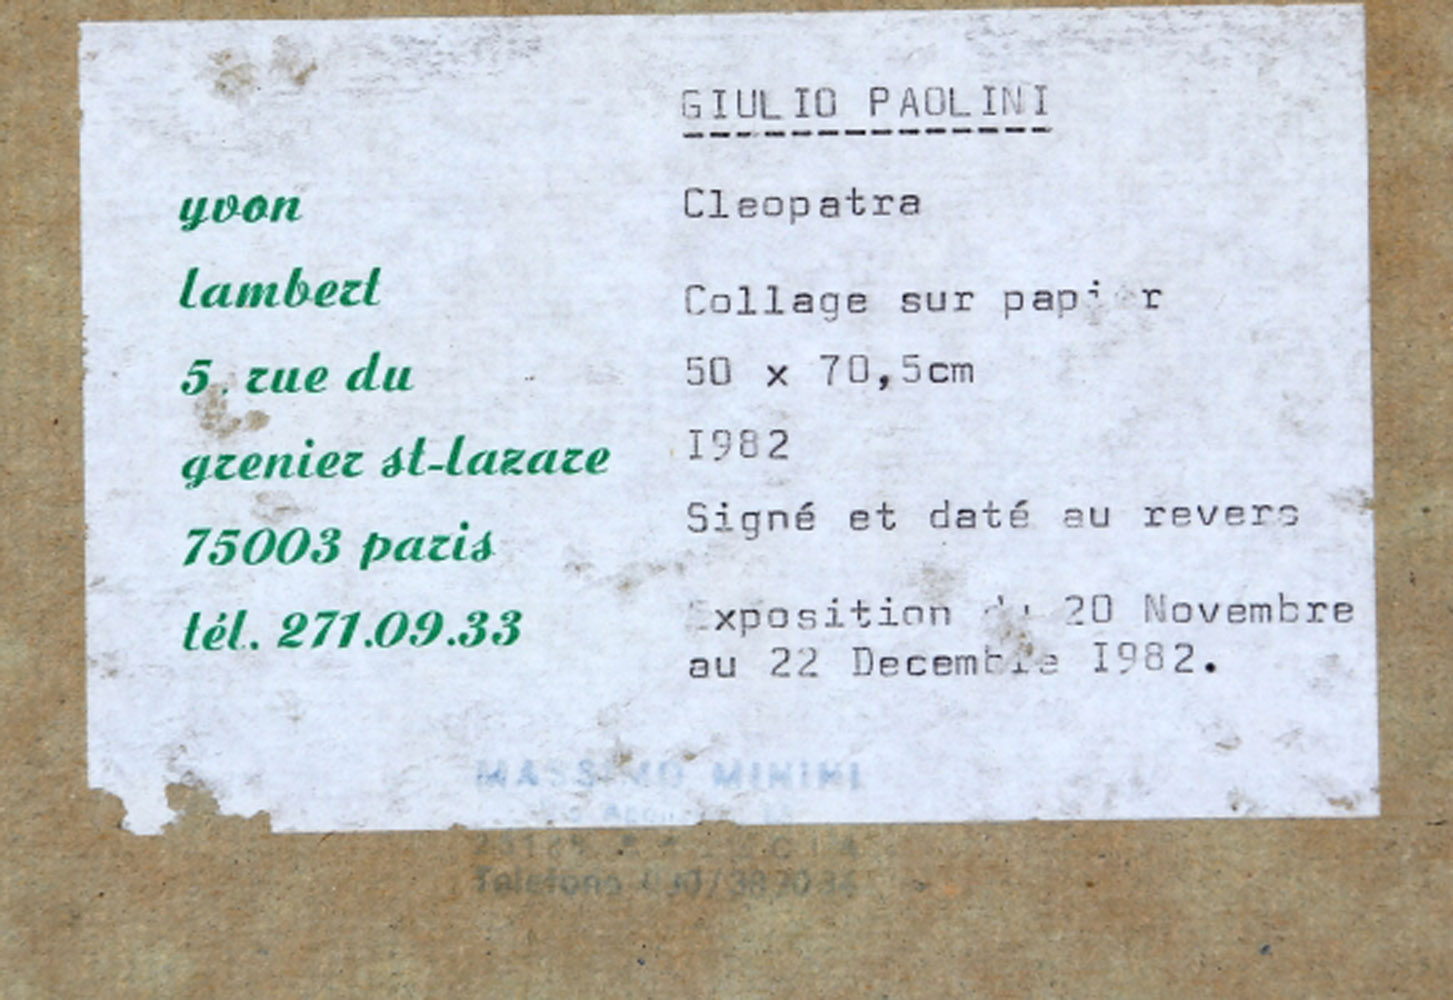 GIULIO PAOLINI
yvon
lambert
5, rue du
grenier st-lazare
75003 paris
tél. 271.09.33
Cleopatra
Collage sur papier
50 x 70,5cm
I982
Signé et daté au revers
Exposition du 20 Novembre
au 22 Decembre I982.
MASSIMO MININI
Telefono